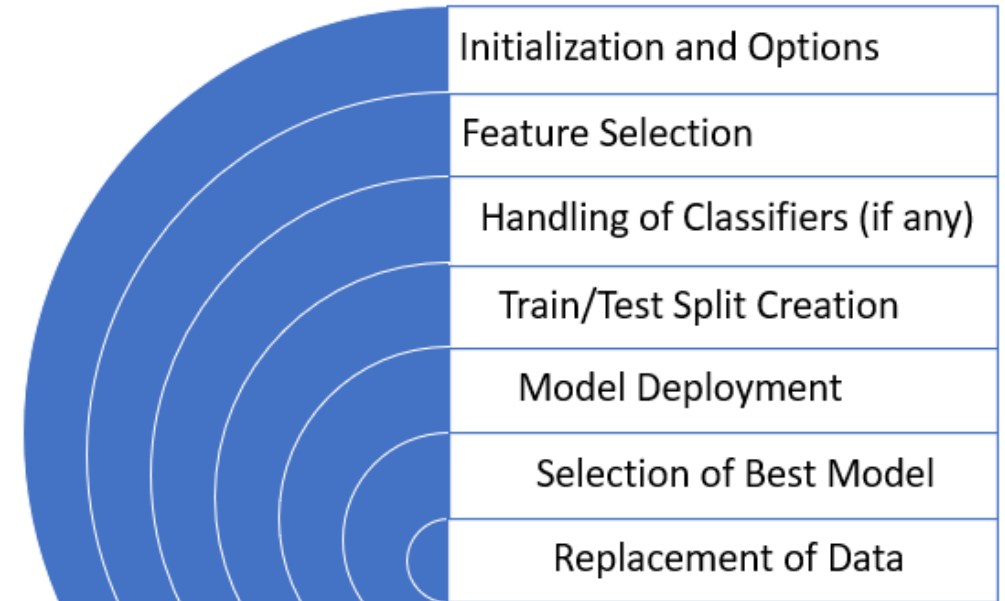 Initialization and Options
Feature Selection
Handling of Classifiers (if any)
Train/Test Split Creation
Model Deployment
Selection of Best Model
Replacement of Data